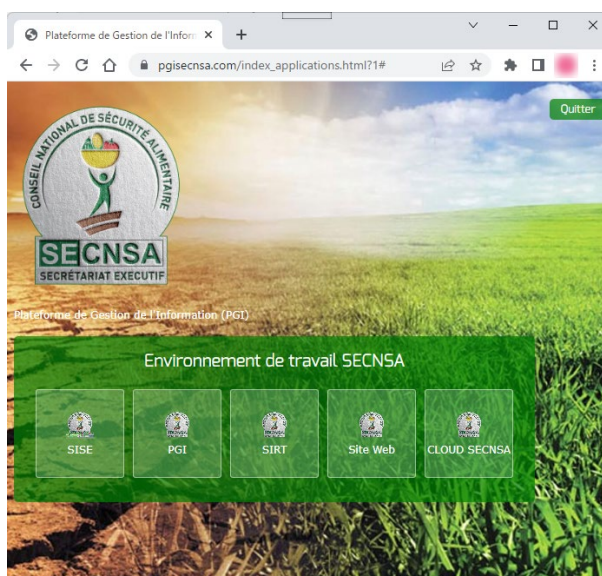 Plateforme de Gestion de l'Inform
pgisecnsa.com/index_applications.html?1#
Quitter
CONSEIL NATIONAL DE SÉCURITÉ ALIMENTAIRE
SECNSA
SECRÉTARIAT EXECUTIF
Plateforme de Gestion de l'Information (PGI)
Environnement de travail SECNSA
SISE
PGI
SIRT
Site Web
CLOUD SECNSA